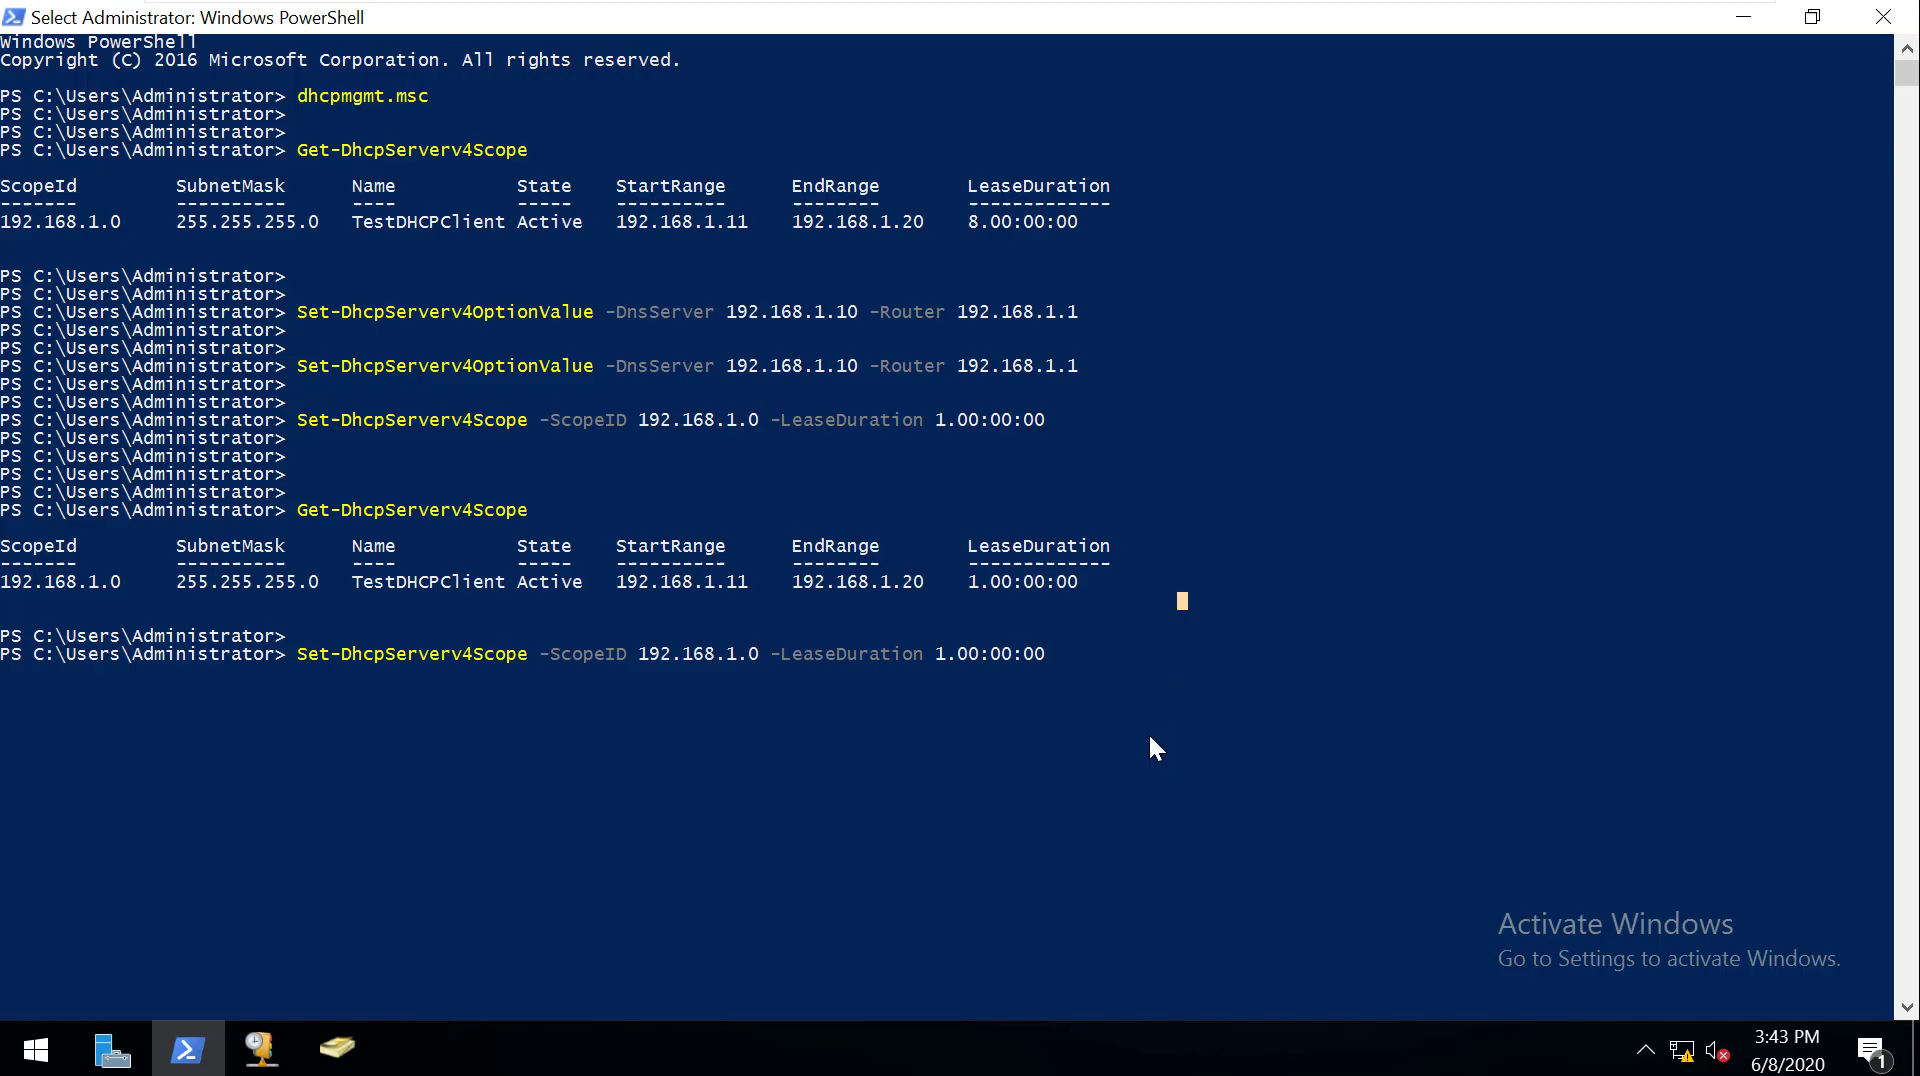 Select Administrator: Windows PowerShell
Windows PowerShell
Copyright (C) 2016 Microsoft Corporation. All rights reserved.
PS C:\Users\Administrator> dhcpmgmt.msc
PS C:\Users\Administrator>
PS C:\Users\Administrator>
PS C:\Users\Administrator> Get-DhcpServerv4Scope
ScopeId SubnetMask Name State StartRange EndRange LeaseDuration
------- ---------- ---- ----- ---------- -------- -------------
192.168.1.0 255.255.255.0 TestDHCPClient Active 192.168.1.11 192.168.1.20 8.00:00:00
PS C:\Users\Administrator>
PS C:\Users\Administrator>
PS C:\Users\Administrator> Set-DhcpServerv4OptionValue -DnsServer 192.168.1.10 -Router 192.168.1.1
PS C:\Users\Administrator>
PS C:\Users\Administrator>
PS C:\Users\Administrator> Set-DhcpServerv4OptionValue -DnsServer 192.168.1.10 -Router 192.168.1.1
PS C:\Users\Administrator>
PS C:\Users\Administrator>
PS C:\Users\Administrator> Set-DhcpServerv4Scope -ScopeID 192.168.1.0 -LeaseDuration 1.00:00:00
PS C:\Users\Administrator>
PS C:\Users\Administrator>
PS C:\Users\Administrator>
PS C:\Users\Administrator>
PS C:\Users\Administrator> Get-DhcpServerv4Scope
ScopeId SubnetMask Name State StartRange EndRange LeaseDuration
------- ---------- ---- ----- ---------- -------- -------------
192.168.1.0 255.255.255.0 TestDHCPClient Active 192.168.1.11 192.168.1.20 1.00:00:00
PS C:\Users\Administrator>
PS C:\Users\Administrator> Set-DhcpServerv4Scope -ScopeID 192.168.1.0 -LeaseDuration 1.00:00:00
Activate Windows
Go to Settings to activate Windows.
3:43 PM
6/8/2020
1